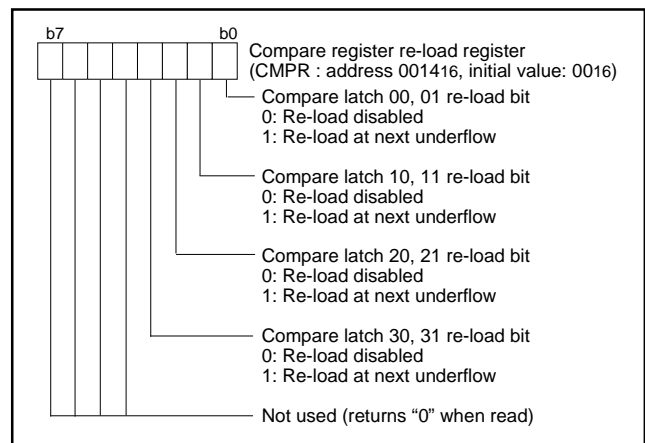 b7 b0
Compare register re-load register
(CMPR : address 001416, initial value: 0016)
Compare latch 00, 01 re-load bit
0: Re-load disabled
1: Re-load at next underflow
Compare latch 10, 11 re-load bit
0: Re-load disabled
1: Re-load at next underflow
Compare latch 20, 21 re-load bit
0: Re-load disabled
1: Re-load at next underflow
Compare latch 30, 31 re-load bit
0: Re-load disabled
1: Re-load at next underflow
Not used (returns “0” when read)